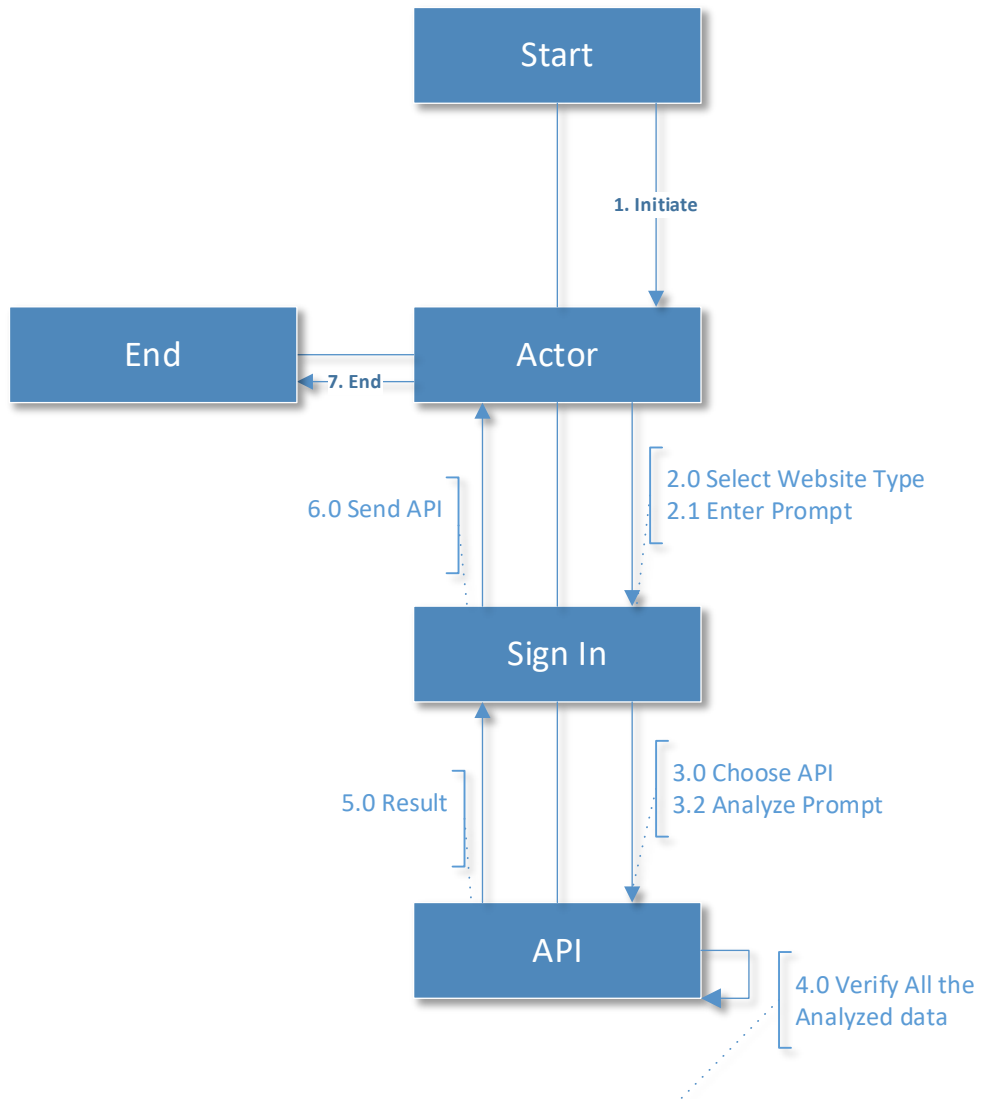 Start
1. Initiate
End
Actor
7. End
2.0 Select Website Type
2.1 Enter Prompt
6.0 Send API
Sign In
3.0 Choose API
3.2 Analyze Prompt
5.0 Result
API
4.0 Verify All the
Analyzed data